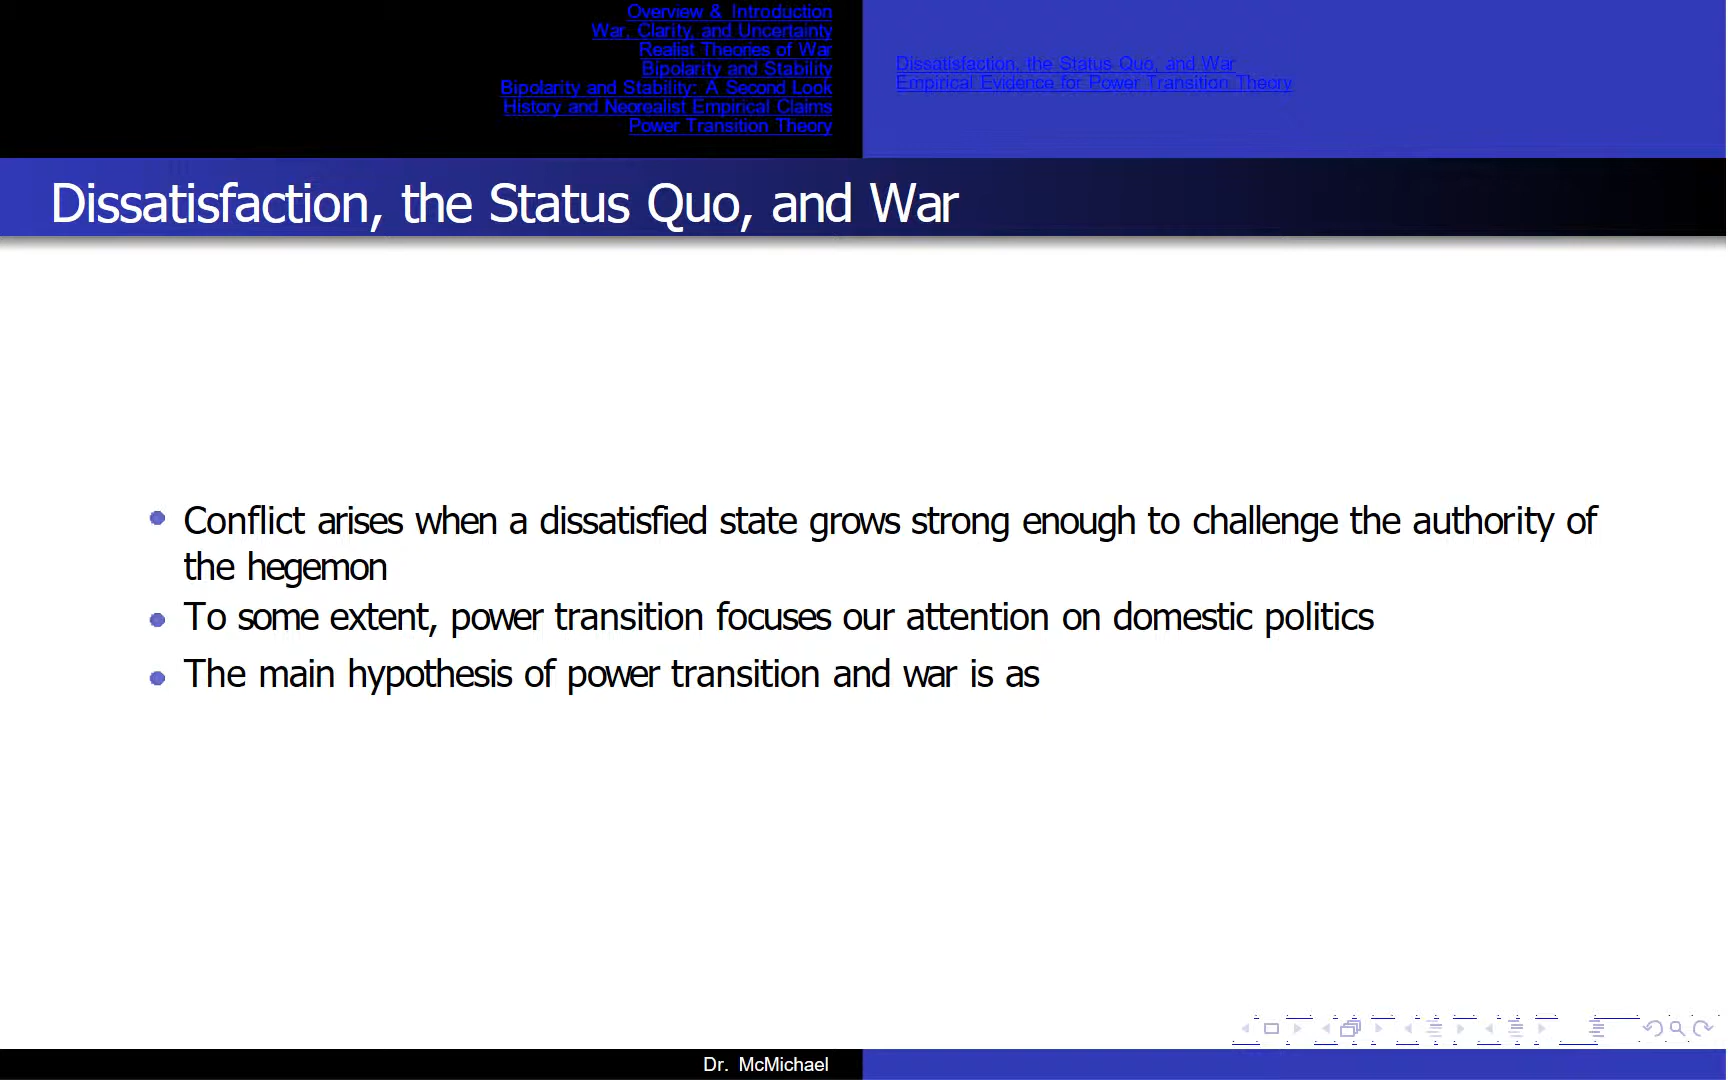 Overview & Introduction
War, Clarity, and Uncertainty
Realist Theories of War
Bipolarity and Stability
Bipolarity and Stability: A Second Look
History and Neorealist Empirical Claims
Power Transition Theory
Dissatisfaction, the Status Quo, and War
Empirical Evidence for Power Transition Theory
Dissatisfaction, the Status Quo, and War
Conflict arises when a dissatisfied state grows strong enough to challenge the authority of
the hegemon
To some extent, power transition focuses our attention on domestic politics
The main hypothesis of power transition and war is as
Dr. McMichael